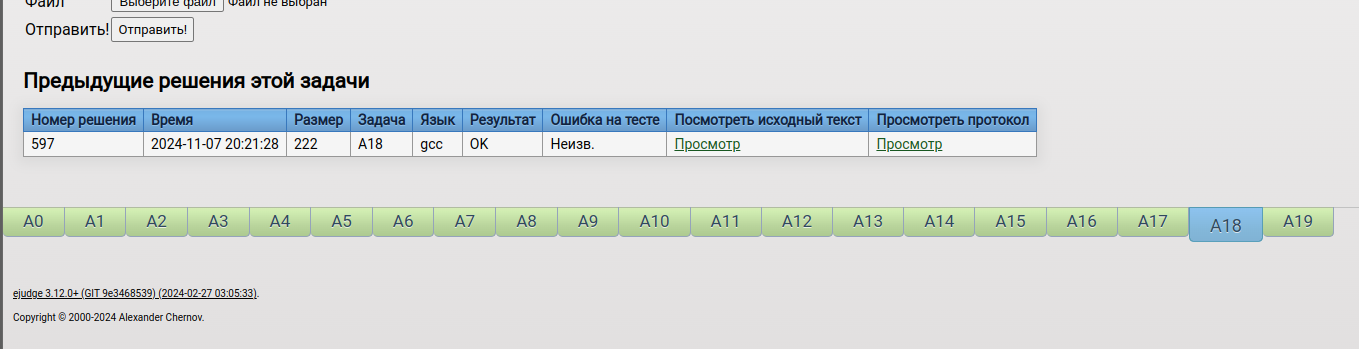 Файл Выберите файл Файл не выбран
Отправить! Отправить!
Предыдущие решения этой задачи
Номер решения Время Размер Задача Язык Результат Ошибка на тесте Посмотреть исходный текст Просмотреть протокол
597 2024-11-07 20:21:28 222 A18 gcc OK Неизв. Просмотр Просмотр
A0 A1 A2 A3 A4 A5 A6 A7 A8 A9 A10 A11 A12 A13 A14 A15 A16 A17 A18 A19
ejudge 3.12.0+ (GIT 9e3468539) (2024-02-27 03:05:33).
Copyright © 2000-2024 Alexander Chernov.